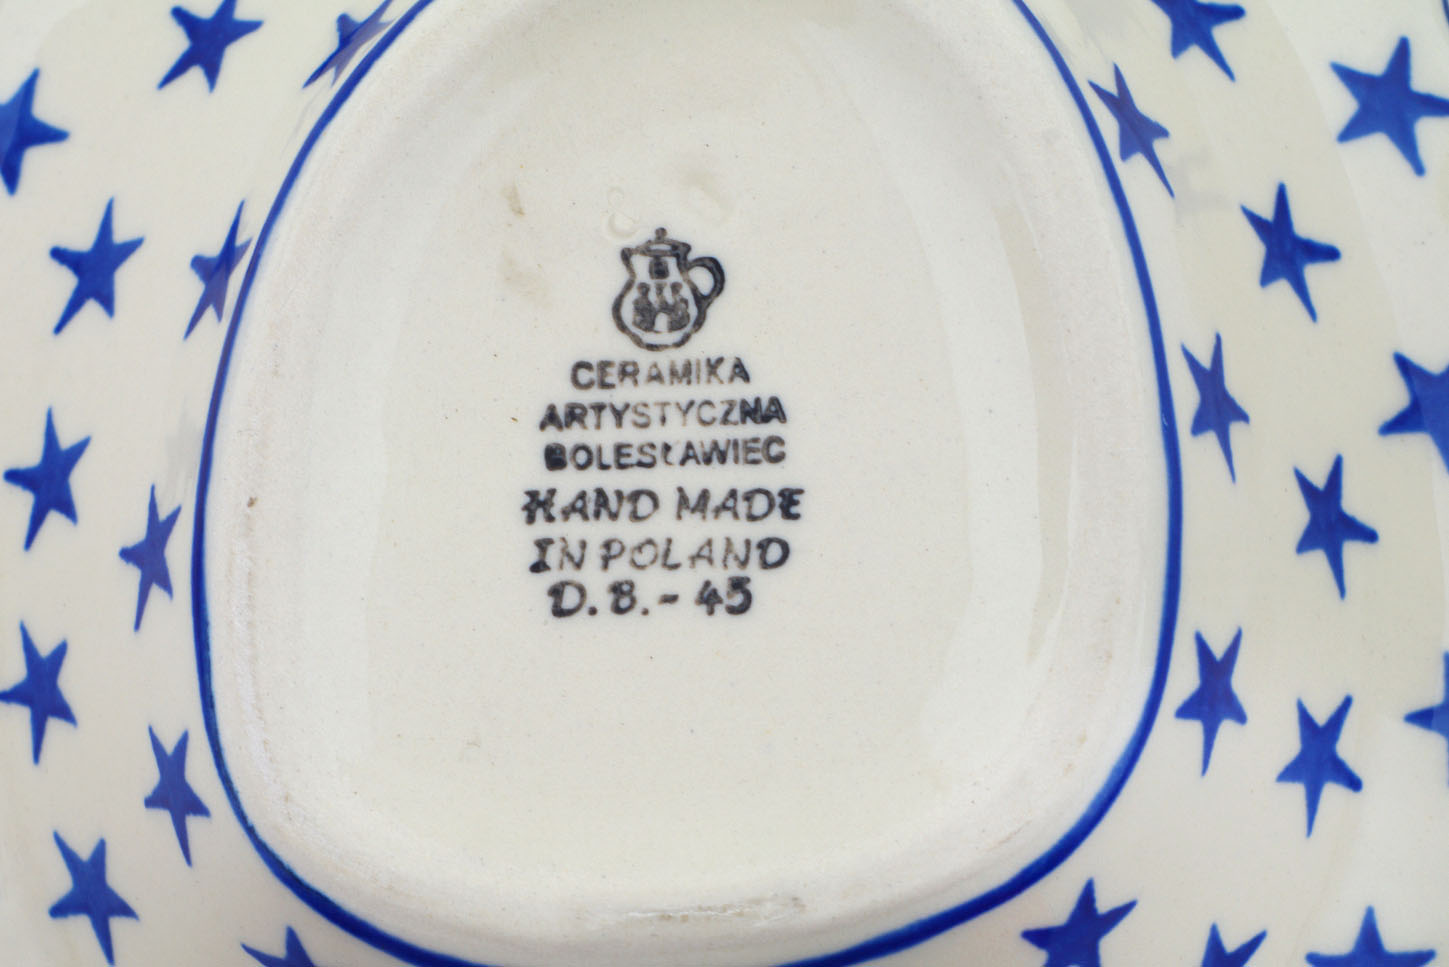 CERAMIKA
ARTYSTYCZNA
BOLESŁAWIEC
HAND MADE
IN POLAND
D.B.-45